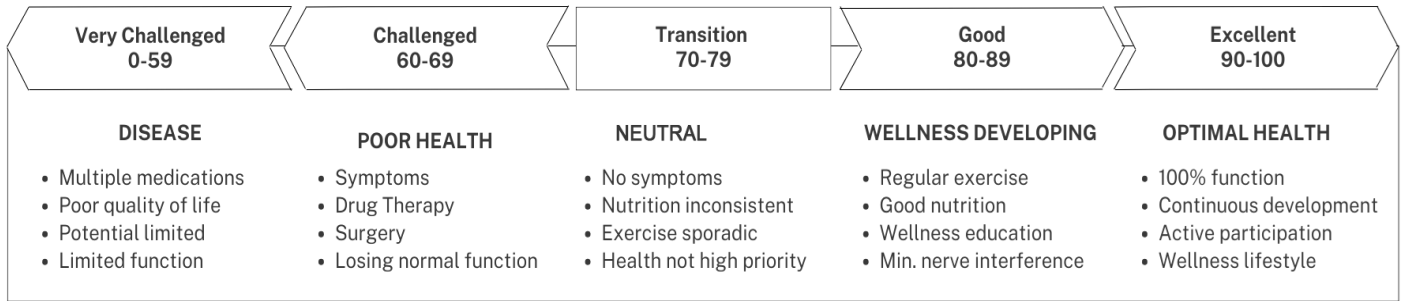 Very Challenged
0-59
Challenged
60-69
Transition
70-79
Good
80-89
Excellent
90-100
DISEASE
• Multiple medications
• Poor quality of life
• Potential limited
• Limited function
POOR HEALTH
• Symptoms
• Drug Therapy
• Surgery
• Losing normal function
NEUTRAL
• No symptoms
• Nutrition inconsistent
• Exercise sporadic
• Health not high priority
WELLNESS DEVELOPING
• Regular exercise
• Good nutrition
• Wellness education
• Min. nerve interference
OPTIMAL HEALTH
• 100% function
• Continuous development
• Active participation
• Wellness lifestyle